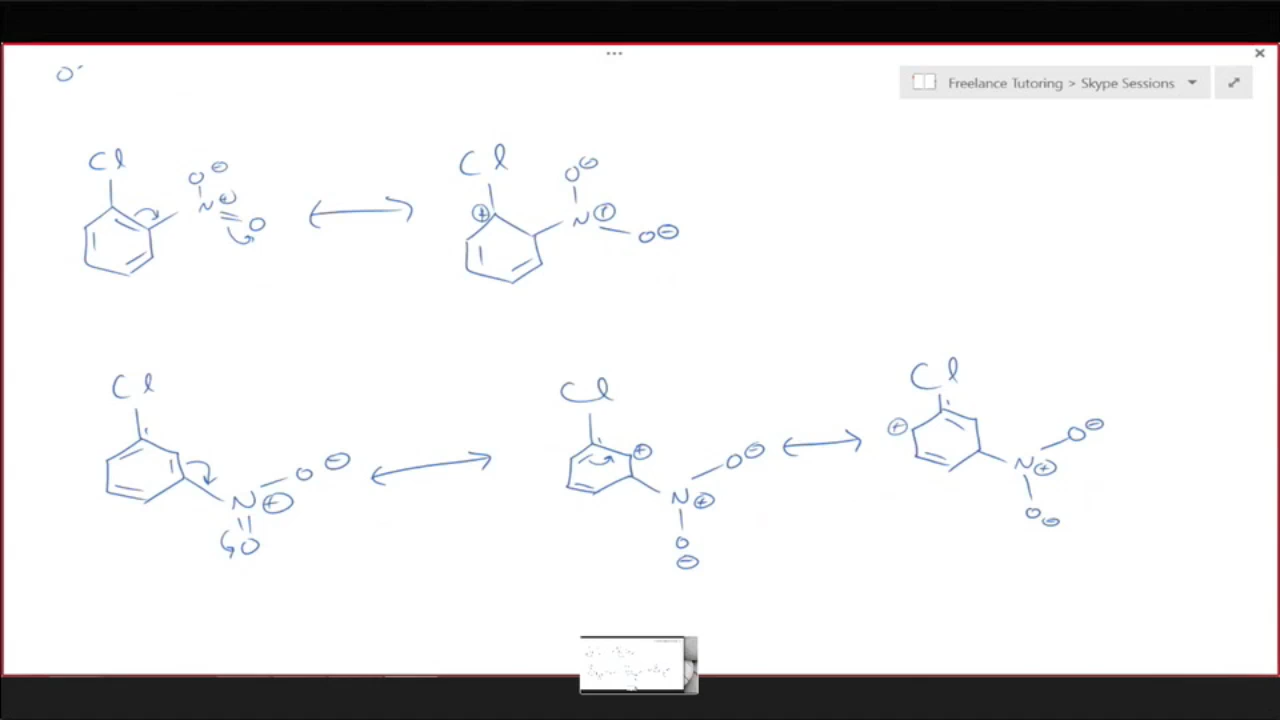 ...
Freelance Tutoring > Skype Sessions
O
Cl
O⊖
N⊕
O
Cl
⊕
O⊖
N⊕
O⊖
Cl
O⊖
N⊕
O
Cl
⊕
O⊖
N⊕
O
⊖
Cl
⊕
O⊖
N⊕
O⊖